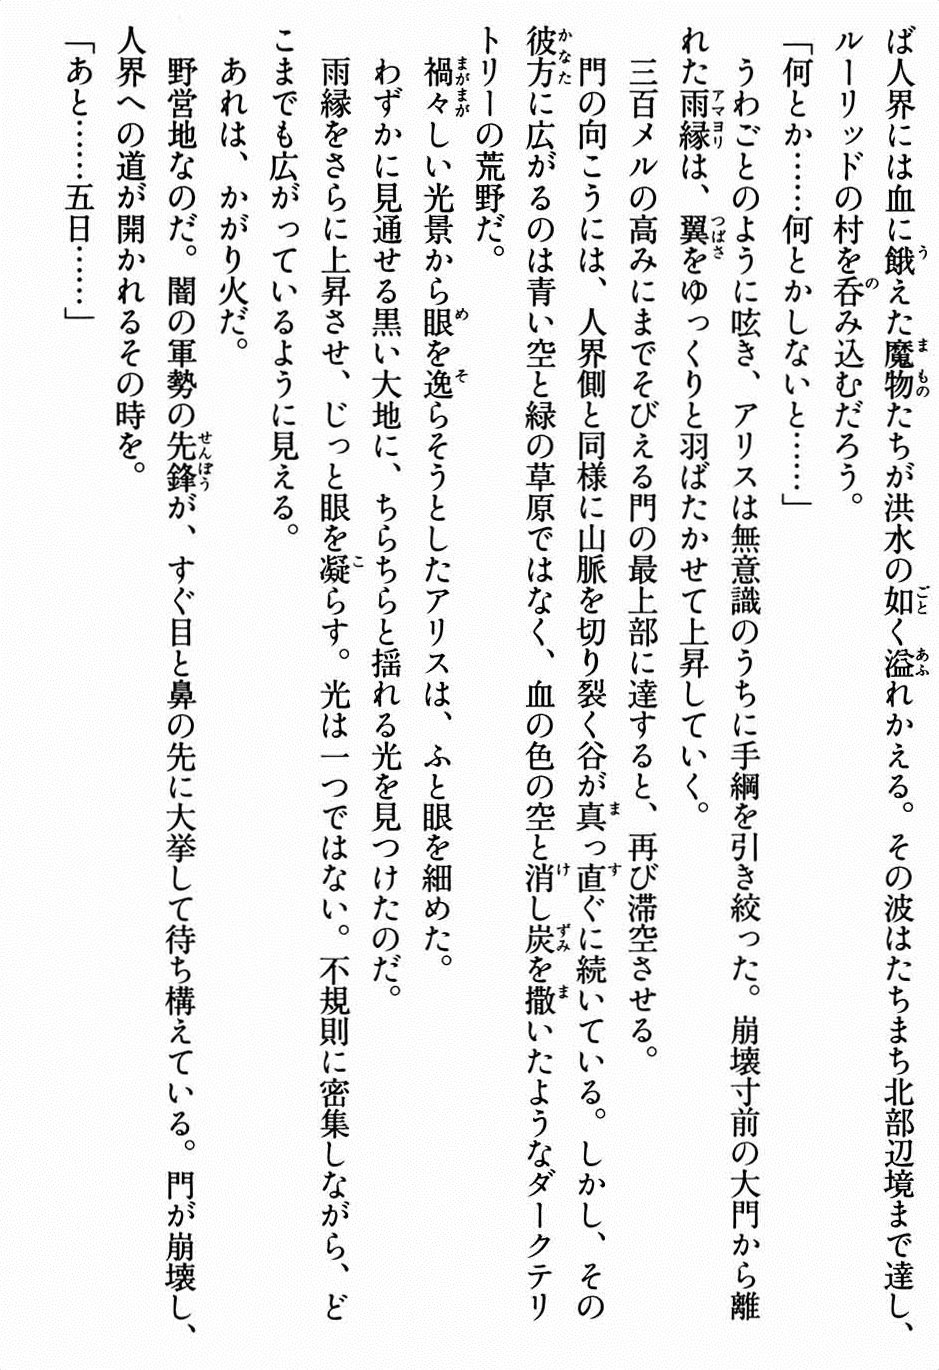 ば人界には血に餓えた魔物たちが洪水の如く溢れかえる。その波はたちまち北部辺境まで達し、
ルーリッドの村を呑み込むだろう。
「何とか……何とかしないと……」
うわごとのように呟き、アリスは無意識のうちに手綱を引き絞った。崩壊寸前の大門から離
れた雨縁は、翼をゆっくりと羽ばたかせて上昇していく。
三百メルの高みにまでそびえる門の最上部に達すると、再び滞空させる。
門の向こうには、人界側と同様に山脈を切り裂く谷が真っ直ぐに続いている。しかし、その
彼方に広がるのは青い空と緑の草原ではなく、血の色の空と消し炭を撒いたようなダークテリ
トリーの荒野だ。
禍々しい光景から眼を逸らそうとしたアリスは、ふと眼を細めた。
わずかに見通せる黒い大地に、ちらちらと揺れる光を見つけたのだ。
雨縁をさらに上昇させ、じっと眼を凝らす。光は一つではない。不規則に密集しながら、ど
こまでも広がっているように見える。
あれは、かがり火だ。
野営地なのだ。闇の軍勢の先鋒が、すぐ目と鼻の先に大挙して待ち構えている。門が崩壊し、
人界への道が開かれるその時を。
「あと……五日……」